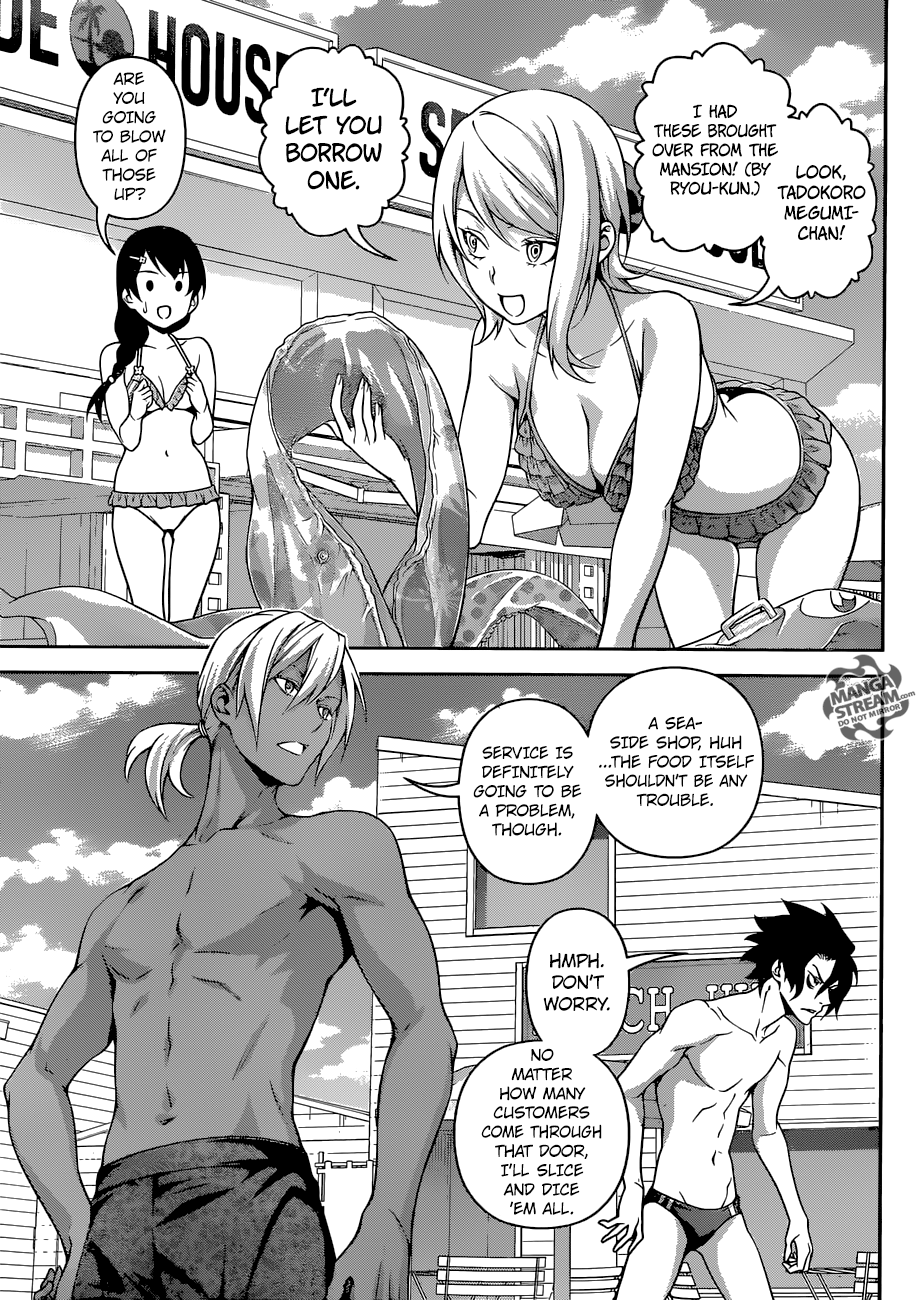 DE HOUSE
SE
LOOK,
TADOKORO
MEGUMI-
CHAN!
I HAD
THESE BROUGHT
OVER FROM THE
MANSION! (BY
RYOU-KUN.)
I'LL
LET YOU
BORROW
ONE.
ARE
YOU
GOING
TO BLOW
ALL OF
THOSE
UP?
MANGA
STREAM.com
DO NOT MIRROR
A SEA-
SIDE SHOP, HUH
...THE FOOD ITSELF
SHOULDN'T BE ANY
TROUBLE.
SERVICE IS
DEFINITELY
GOING TO BE
A PROBLEM,
THOUGH.
HMPH.
DON'T
WORRY.
NO
MATTER
HOW MANY
CUSTOMERS
COME THROUGH
THAT DOOR,
I'LL SLICE
AND DICE
'EM ALL.